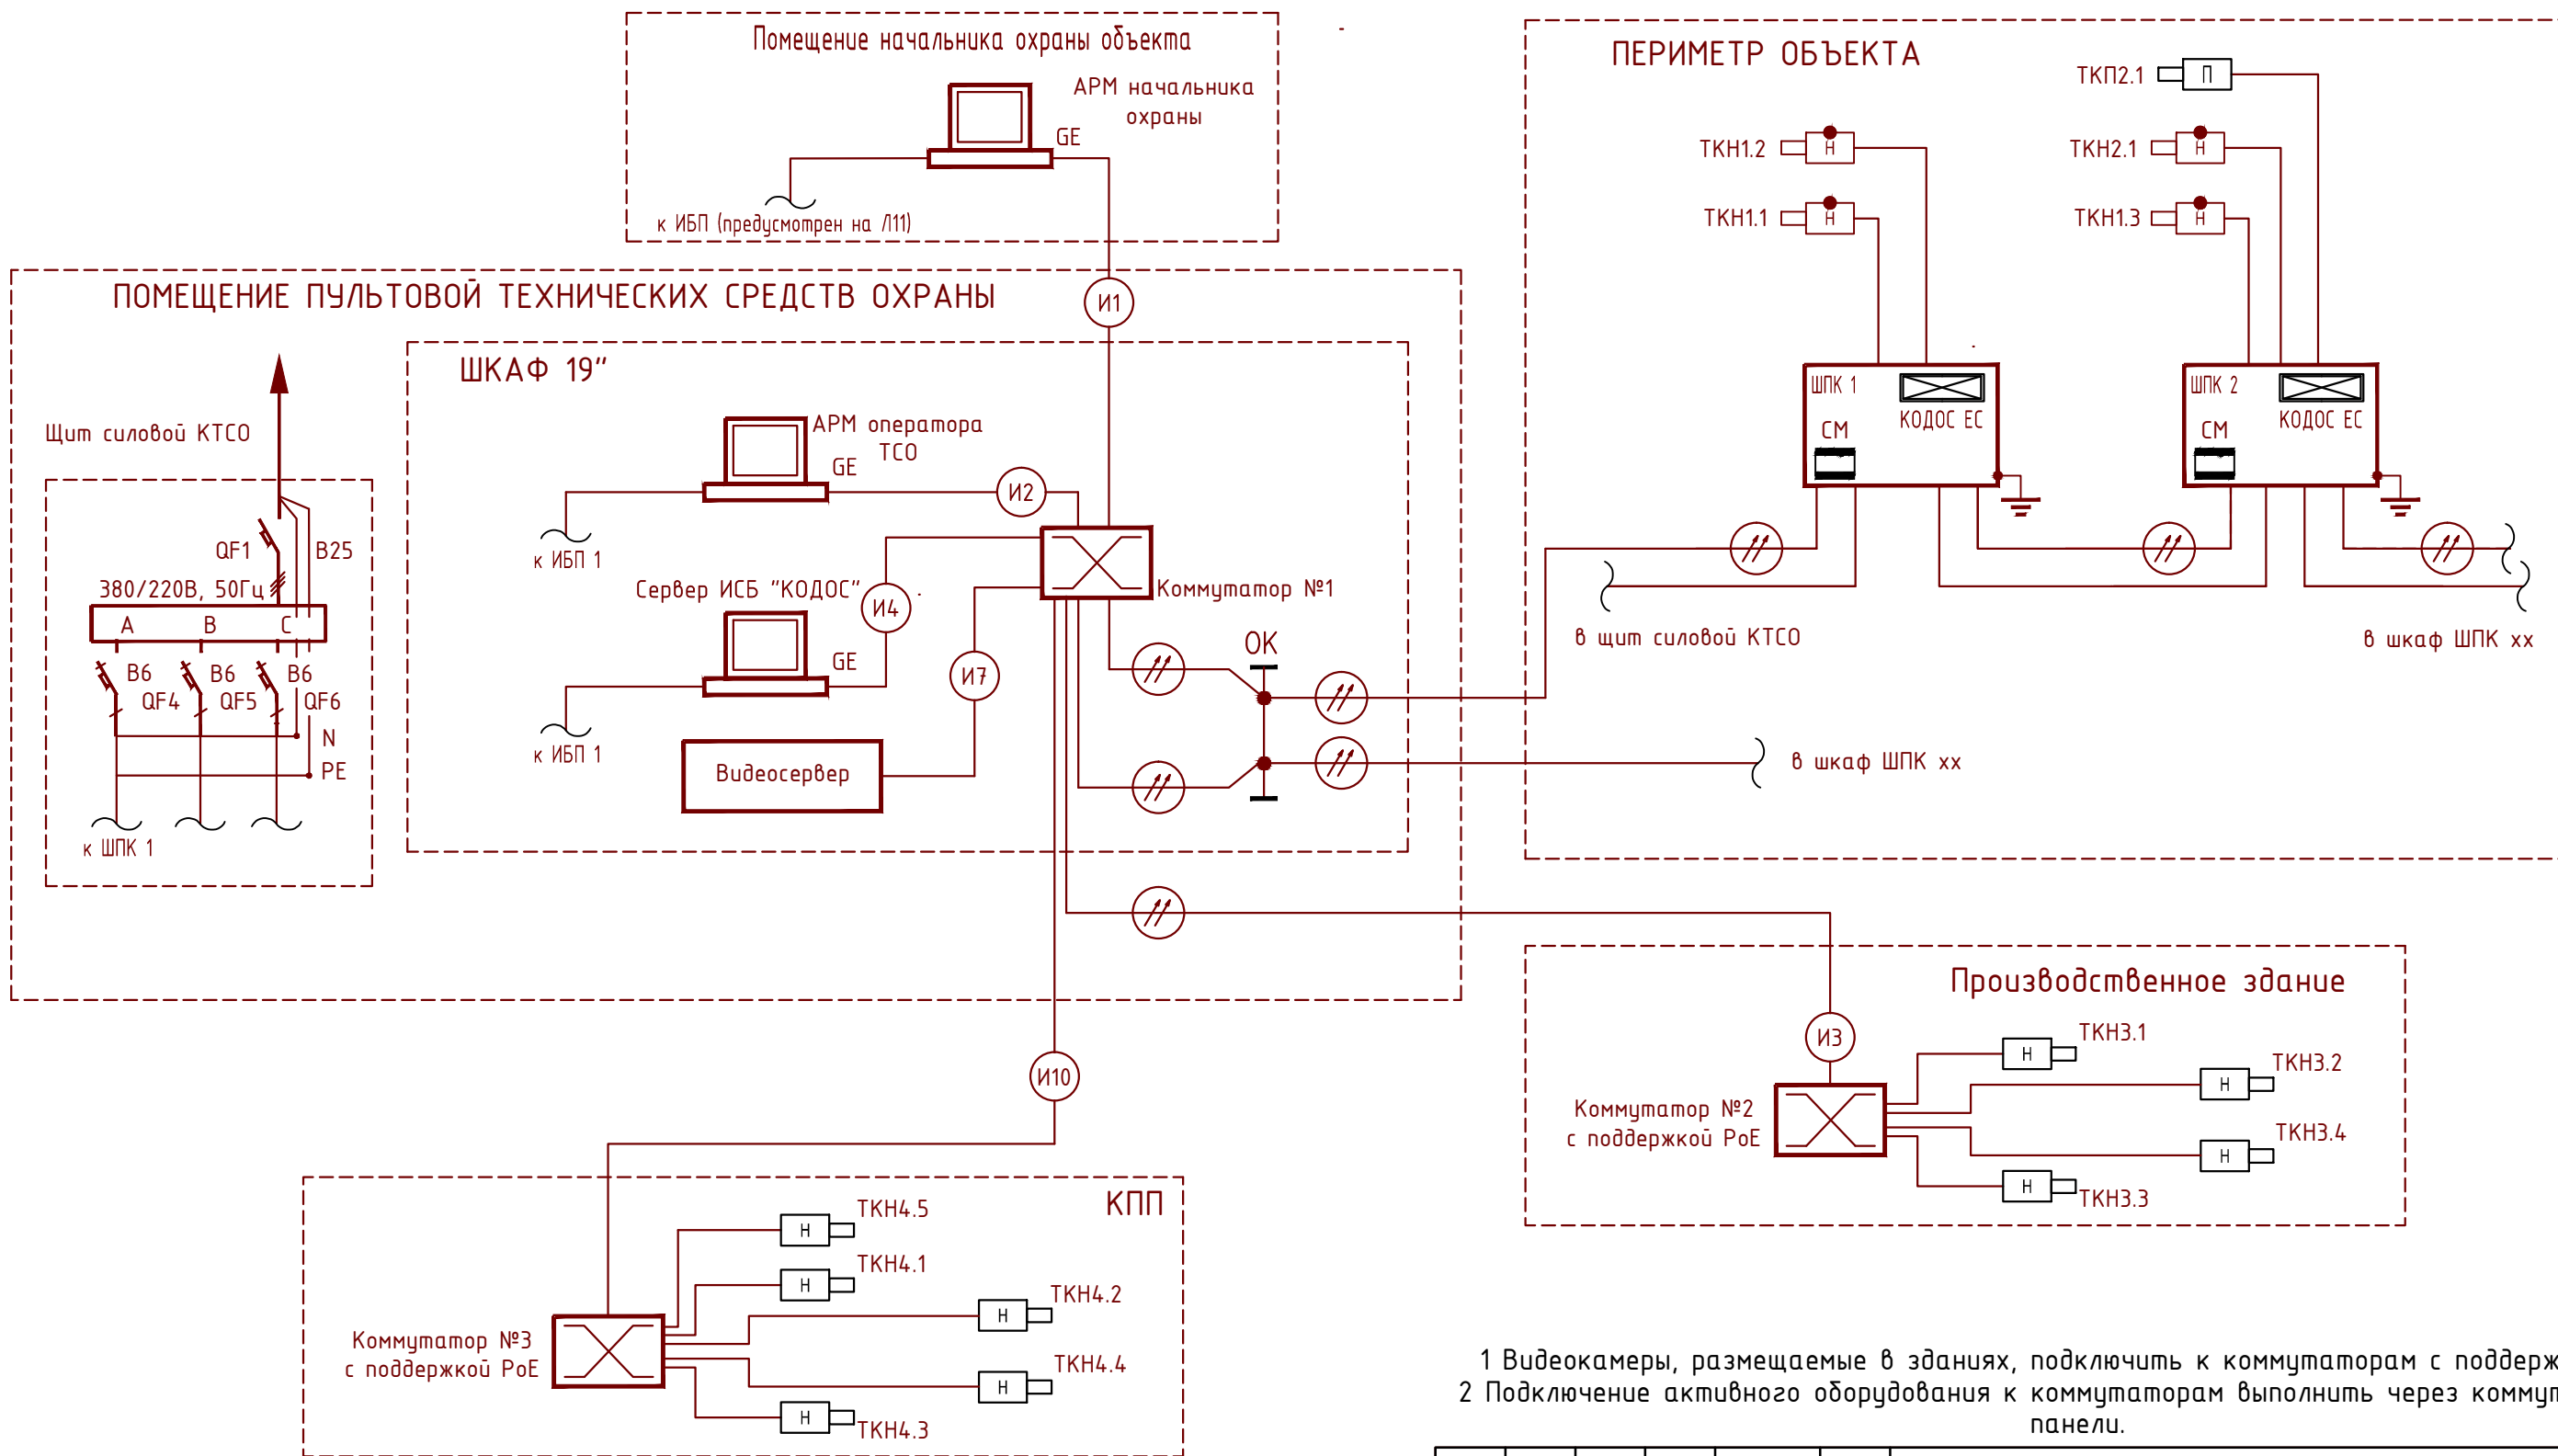 Помещение начальника охраны объекта
АРМ начальника
охраны
GE
к ИБП (предусмотрен на Л11)
И1
ПЕРИМЕТР ОБЪЕКТА
ТКП2.1
П
ТКН1.2
Н
ТКН2.1
Н
ТКН1.1
Н
ТКН1.3
Н
ШПК 1
КОДОС ЕС
СМ
ШПК 2
КОДОС ЕС
СМ
в щит силовой КТСО
в шкаф ШПК хх
в шкаф ШПК хх
ПОМЕЩЕНИЕ ПУЛЬТОВОЙ ТЕХНИЧЕСКИХ СРЕДСТВ ОХРАНЫ
Щит силовой КТСО
QF1
B25
380/220В, 50Гц
A
B
C
B6
B6
B6
QF4
QF5
QF6
N
PE
к ШПК 1
ШКАФ 19"
АРМ оператора
ТСО
GE
И2
к ИБП 1
Сервер ИСБ "КОДОС"
И4
GE
И7
к ИБП 1
Видеосервер
Коммутатор №1
ОК
И10
Производственное здание
И3
Коммутатор №2
с поддержкой PoE
ТКН3.1
Н
ТКН3.2
Н
ТКН3.4
Н
ТКН3.3
Н
КПП
Коммутатор №3
с поддержкой PoE
ТКН4.5
Н
ТКН4.1
Н
ТКН4.2
Н
ТКН4.4
Н
ТКН4.3
Н
1 Видеокамеры, размещаемые в зданиях, подключить к коммутаторам с поддерж
2 Подключение активного оборудования к коммутаторам выполнить через коммут
панели.